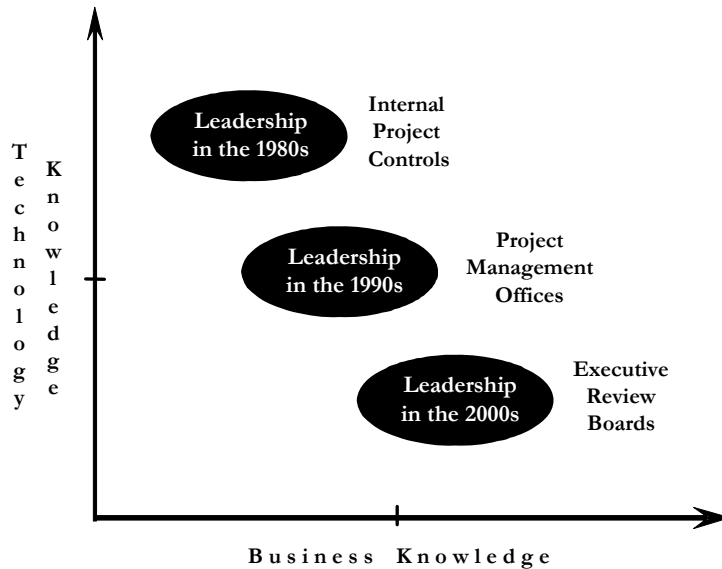 Leadership
in the 1980s
Internal
Project
Controls
Technology
Knowledge
Leadership
in the 1990s
Project
Management
Offices
Leadership
in the 2000s
Executive
Review
Boards
Business Knowledge